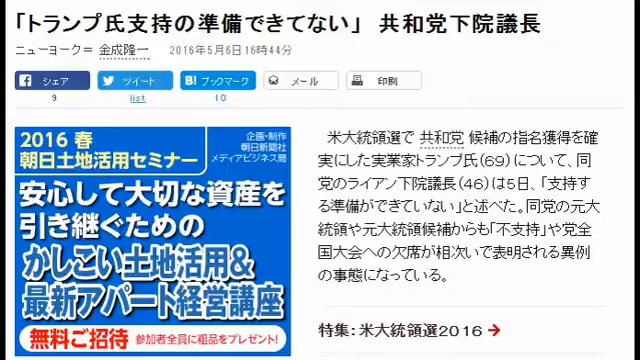 「トランプ氏支持の準備できてない」 共和党下院議長
ニューヨーク＝ 金成隆一 2016年5月6日16時44分
シェア ツイート ブックマーク メール 印刷
9 list 10
2016 春
朝日土地活用セミナー
企画・制作
朝日新聞社
メディアビジネス局
安心して大切な資産を
引き継ぐための
かしこい土地活用&
最新アパート経営講座
無料ご招待 参加者全員に粗品をプレゼント!
米大統領選で 共和党 候補の指名獲得を確
実にした実業家トランプ氏(69)について、同
党のライアン下院議長(46)は5日、「支持す
る準備ができていない」と述べた。同党の元大
統領や元大統領候補からも「不支持」や党全
国大会への欠席が相次いで表明される異例
の事態になっている。
特集：米大統領選2016